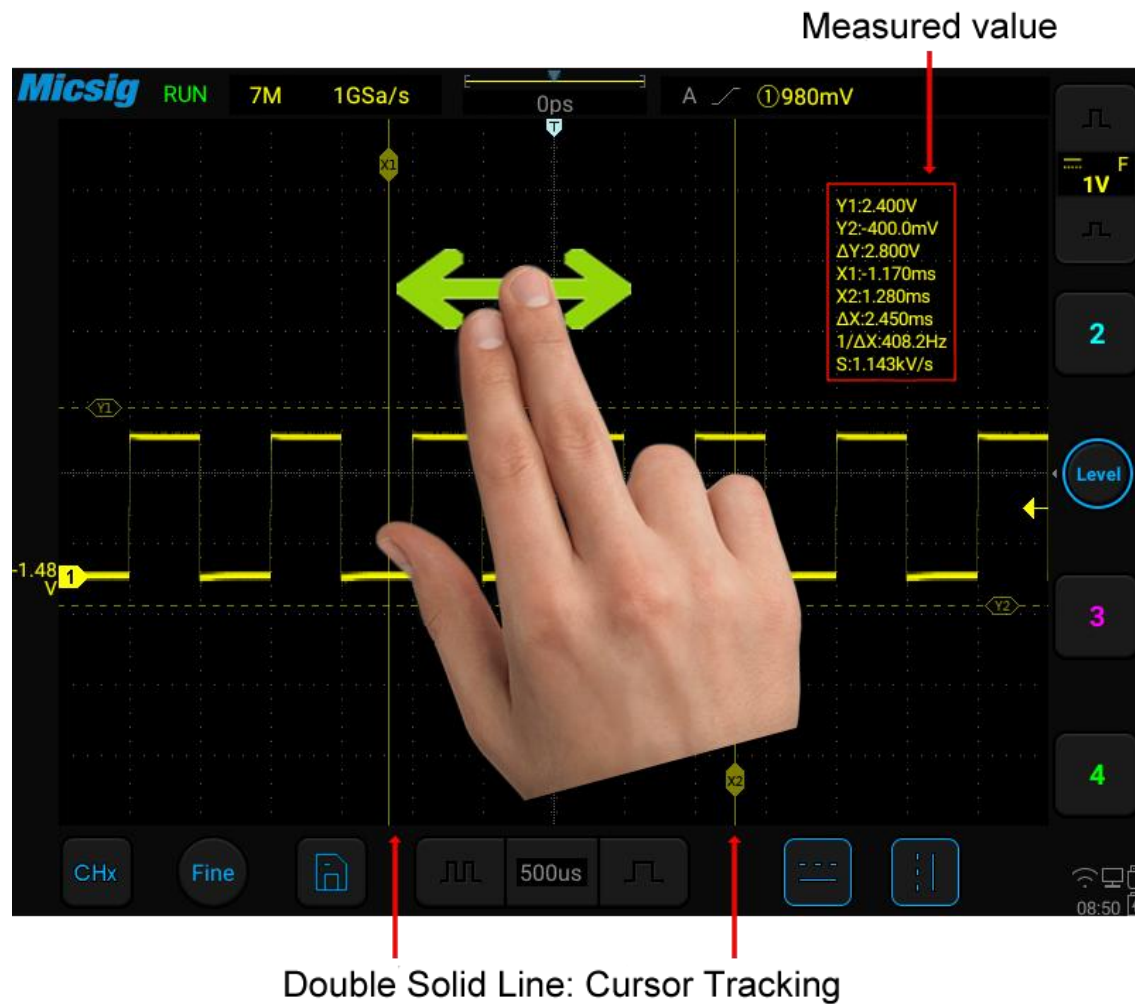 Measured value
Micsig RUN 7M 1GSa/s 0ps A ①980mV
T
X1
F
1V
Y1:2.400V
Y2:-400.0mV
ΔY:2.800V
X1:-1.170ms
X2:1.280ms
ΔX:2.450ms
1/ΔX:408.2Hz
S:1.143kV/s
2
Y1
Level
-1.48
V
1
Y2
3
4
X2
CHx Fine 500us
08:50
Double Solid Line: Cursor Tracking